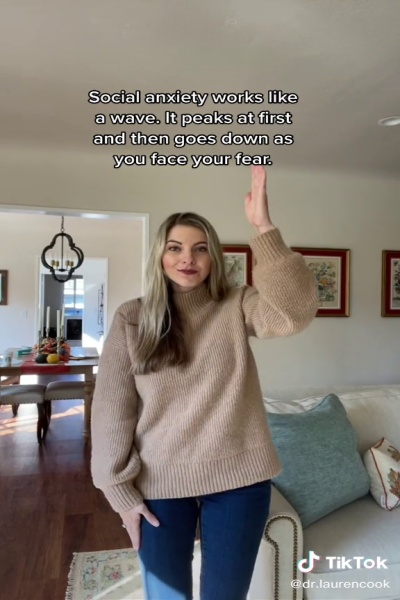 Social anxiety works like
a wave. It peaks at first
and then goes down as
you face your fear.
TikTok
@dr.laurencook